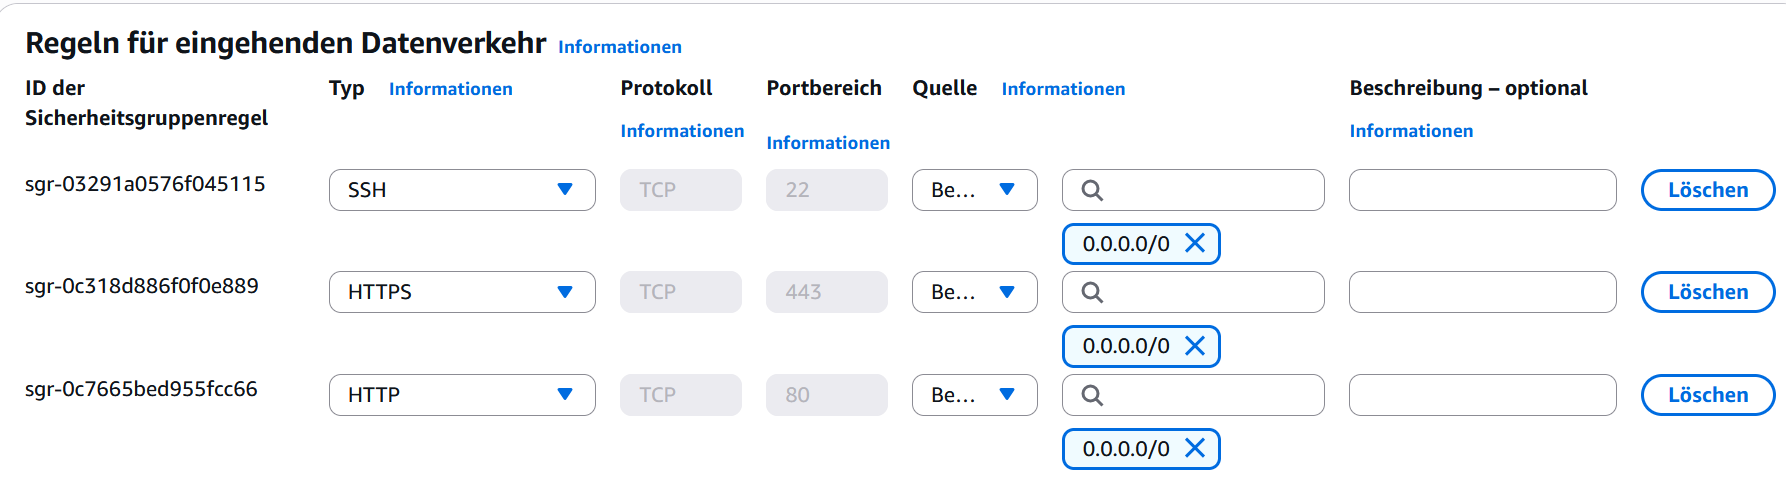 Regeln für eingehenden Datenverkehr Informationen
ID der Sicherheitsgruppenregel
Typ Informationen
Protokoll Informationen
Portbereich Informationen
Quelle Informationen
Beschreibung – optional Informationen
sgr-03291a0576f045115 SSH TCP 22 Be... Löschen
0.0.0.0/0
sgr-0c318d886f0f0e889 HTTPS TCP 443 Be... Löschen
0.0.0.0/0
sgr-0c7665bed955fcc66 HTTP TCP 80 Be... Löschen
0.0.0.0/0